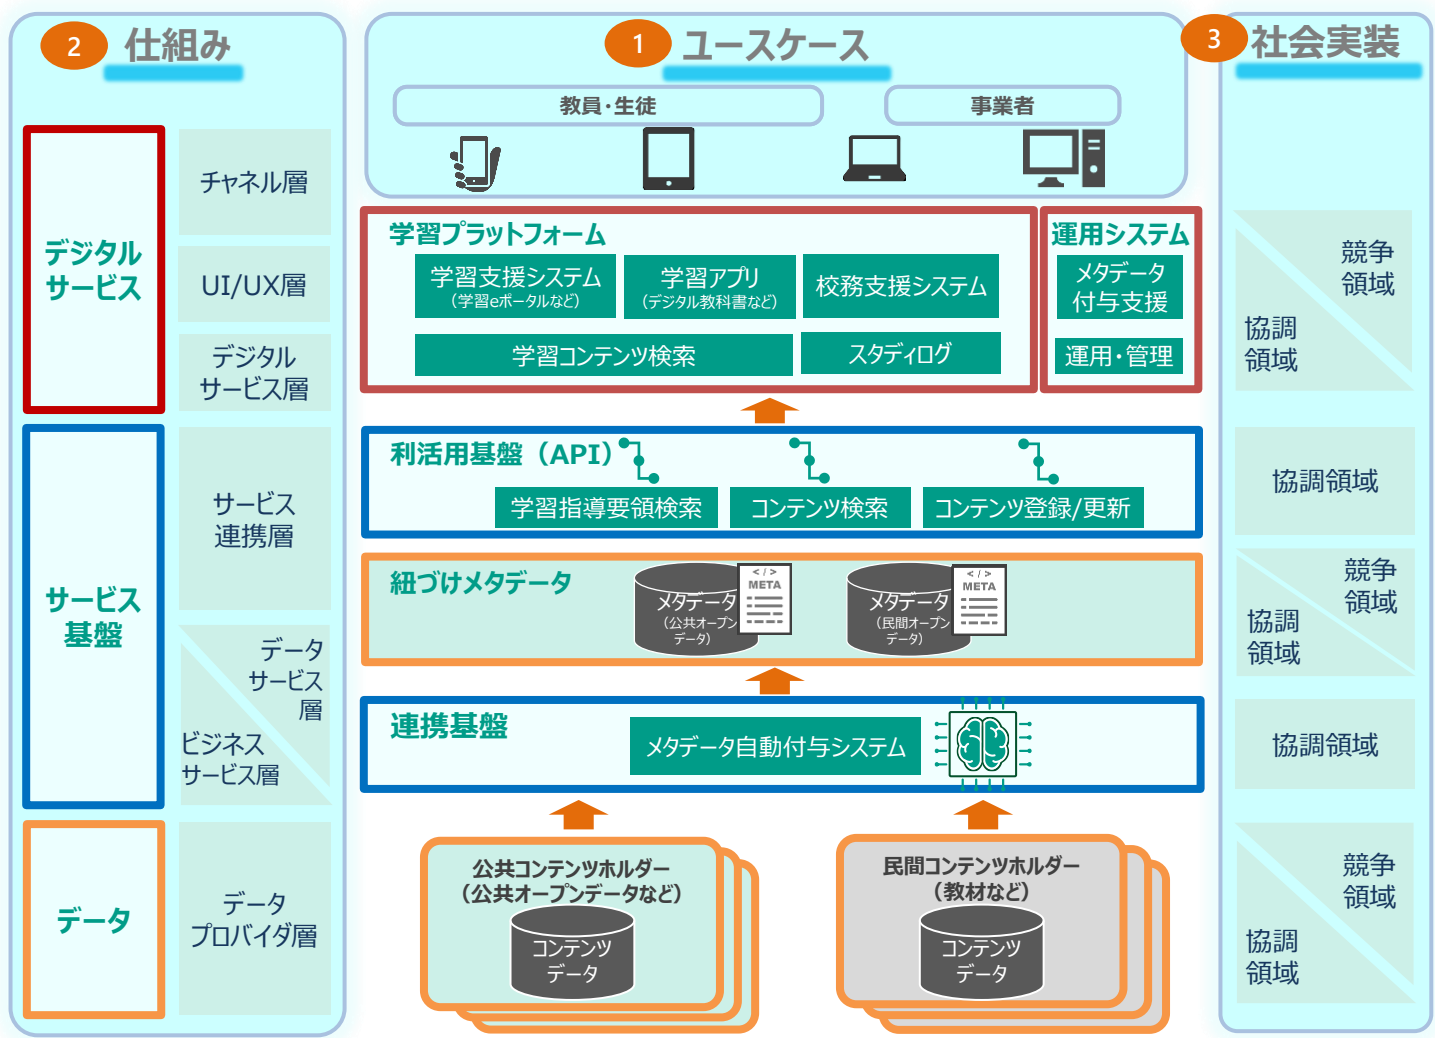 2 仕組み
デジタル
サービス
チャネル層
UI/UX層
デジタル
サービス層
サービス
基盤
サービス
連携層
データ
サービス
層
ビジネス
サービス層
データ
データ
プロバイダ層
1 ユースケース
教員・生徒
事業者
学習プラットフォーム
学習支援システム
（学習eポータルなど）
学習アプリ
（デジタル教科書など）
校務支援システム
学習コンテンツ検索
スタディログ
運用システム
メタデータ
付与支援
運用・管理
利活用基盤（API）
学習指導要領検索
コンテンツ検索
コンテンツ登録/更新
紐づけメタデータ
メタデータ
（公共オープン
データ）
</>
META
メタデータ
（民間オープン
データ）
</>
META
連携基盤
メタデータ自動付与システム
公共コンテンツホルダー
（公共オープンデータなど）
コンテンツ
データ
民間コンテンツホルダー
（教材など）
コンテンツ
データ
3 社会実装
競争
領域
協調
領域
協調領域
競争
領域
協調
領域
協調領域
競争
領域
協調
領域